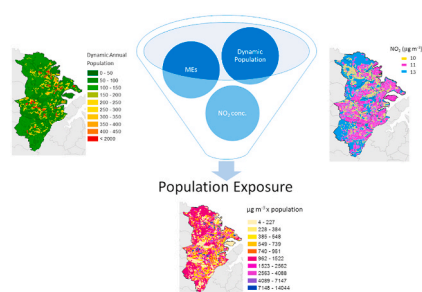 Dynamic Annual
Population
0 - 50
50 - 100
100 - 150
150 - 200
200 - 250
250 - 300
300 - 350
350 - 400
400 - 450
< 2000
MEs
Dynamic
Population
NO₂ conc.
NO₂ (µg m⁻³)
10
11
13
Population Exposure
µg m⁻³ x population
4 - 227
228 - 384
385 - 548
549 - 739
740 - 961
962 - 1522
1523 - 2562
2563 - 4088
4089 - 7147
7148 - 14044